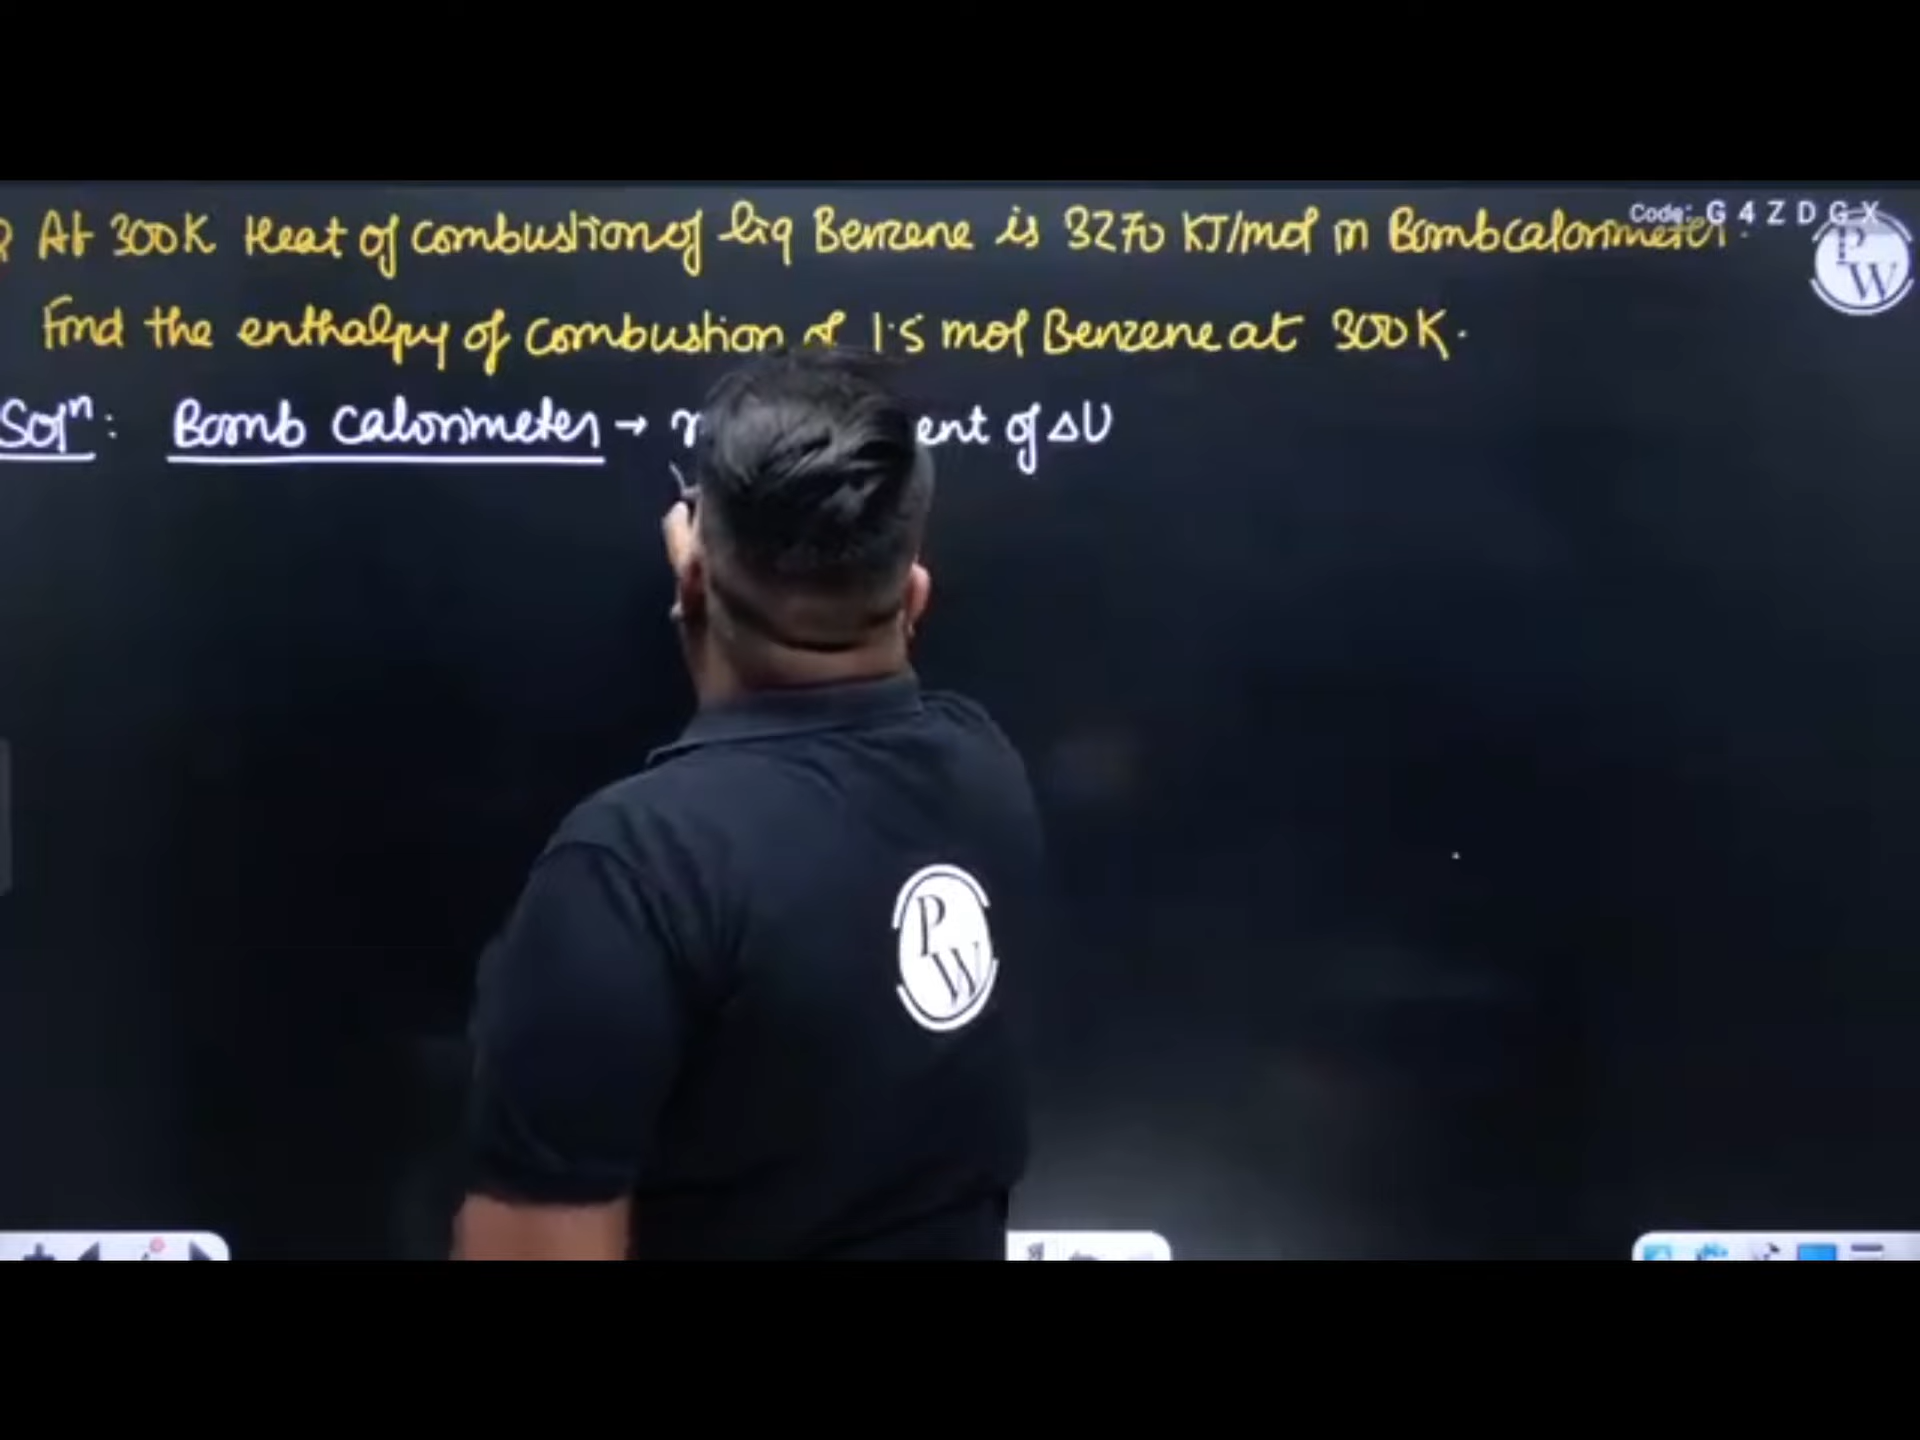 Code: G 4 Z D G X
At 300K Heat of combustion of liq Benzene is 3270 KJ/mol in Bombcalorimeter.
PW
Find the enthalpy of combustion of 1.5 mol Benzene at 300K.
Solⁿ: Bomb calorimeter → of ΔU
PW